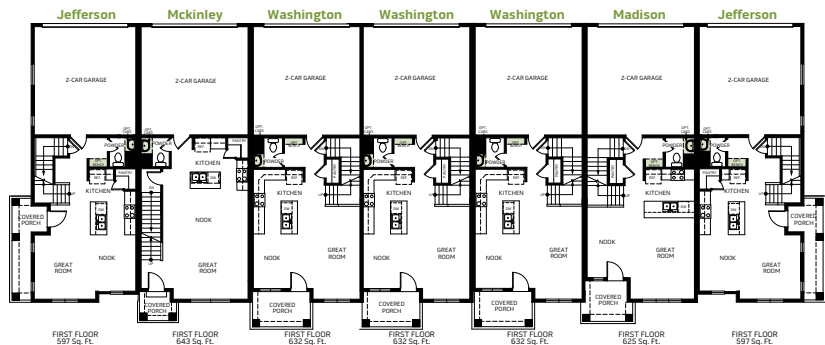 Jefferson
Mckinley
Washington
Washington
Washington
Madison
Jefferson
2-CAR GARAGE
2-CAR GARAGE
2-CAR GARAGE
2-CAR GARAGE
2-CAR GARAGE
2-CAR GARAGE
2-CAR GARAGE
POWDER
POWDER
POWDER
POWDER
POWDER
POWDER
POWDER
PANTRY
PANTRY
PANTRY
KITCHEN
KITCHEN
KITCHEN
KITCHEN
KITCHEN
KITCHEN
KITCHEN
COVERED
PORCH
NOOK
GREAT
ROOM
NOOK
GREAT
ROOM
COVERED
PORCH
NOOK
GREAT
ROOM
COVERED
PORCH
NOOK
GREAT
ROOM
COVERED
PORCH
NOOK
GREAT
ROOM
COVERED
PORCH
NOOK
GREAT
ROOM
COVERED
PORCH
COVERED
PORCH
NOOK
GREAT
ROOM
FIRST FLOOR
597 Sq. Ft.
FIRST FLOOR
643 Sq. Ft.
FIRST FLOOR
632 Sq. Ft.
FIRST FLOOR
632 Sq. Ft.
FIRST FLOOR
632 Sq. Ft.
FIRST FLOOR
625 Sq. Ft.
FIRST FLOOR
597 Sq. Ft.